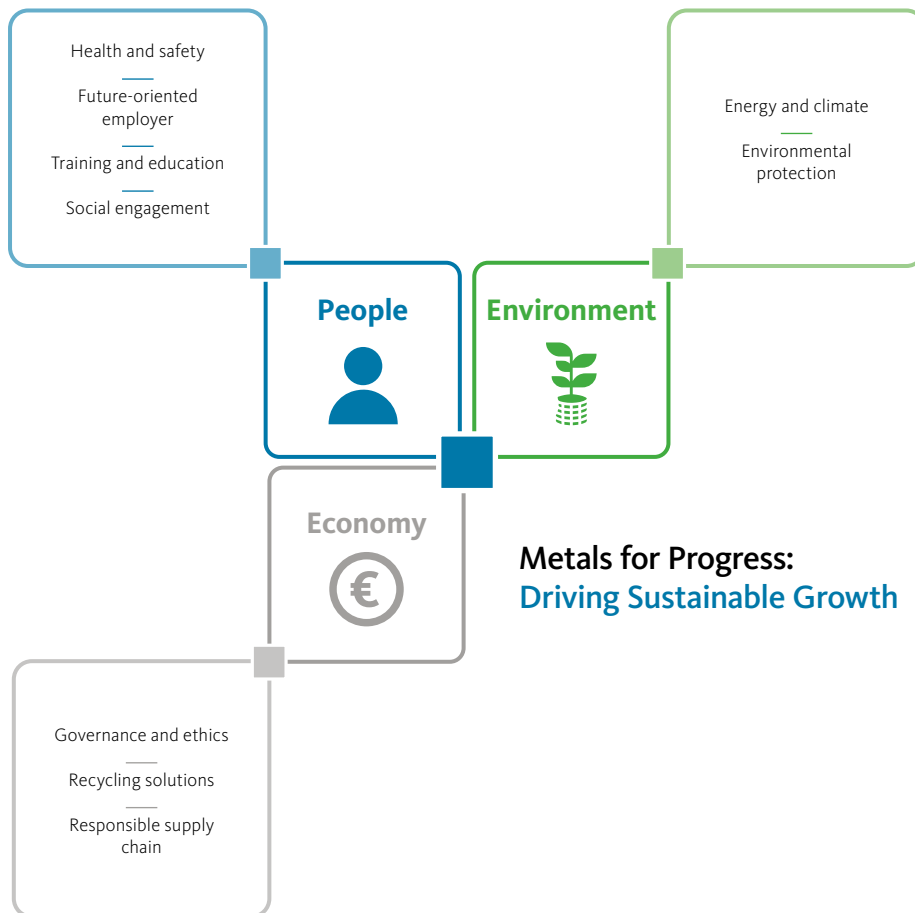 Health and safety
Future-oriented
employer
Training and education
Social engagement
Energy and climate
Environmental
protection
People
Environment
Economy
€
Metals for Progress:
Driving Sustainable Growth
Governance and ethics
Recycling solutions
Responsible supply
chain